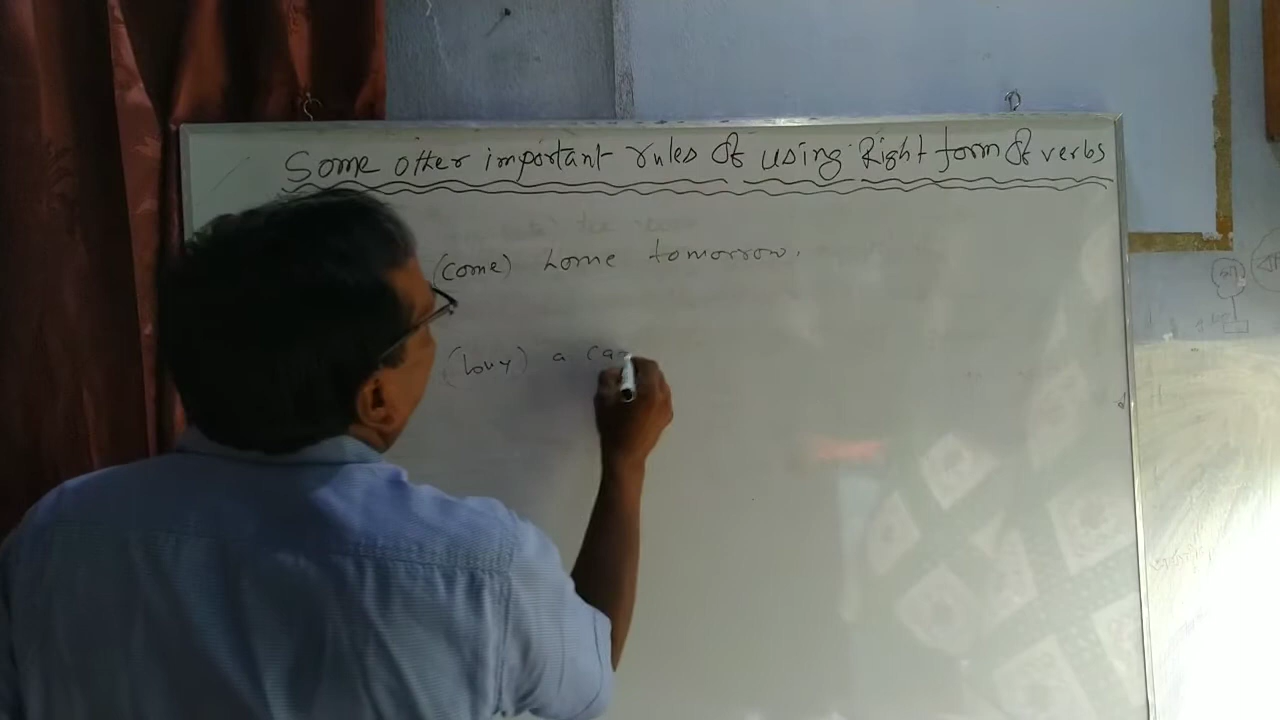 Some other important rules of using Right form of verbs
(come) home tomorrow.
(buy) a car